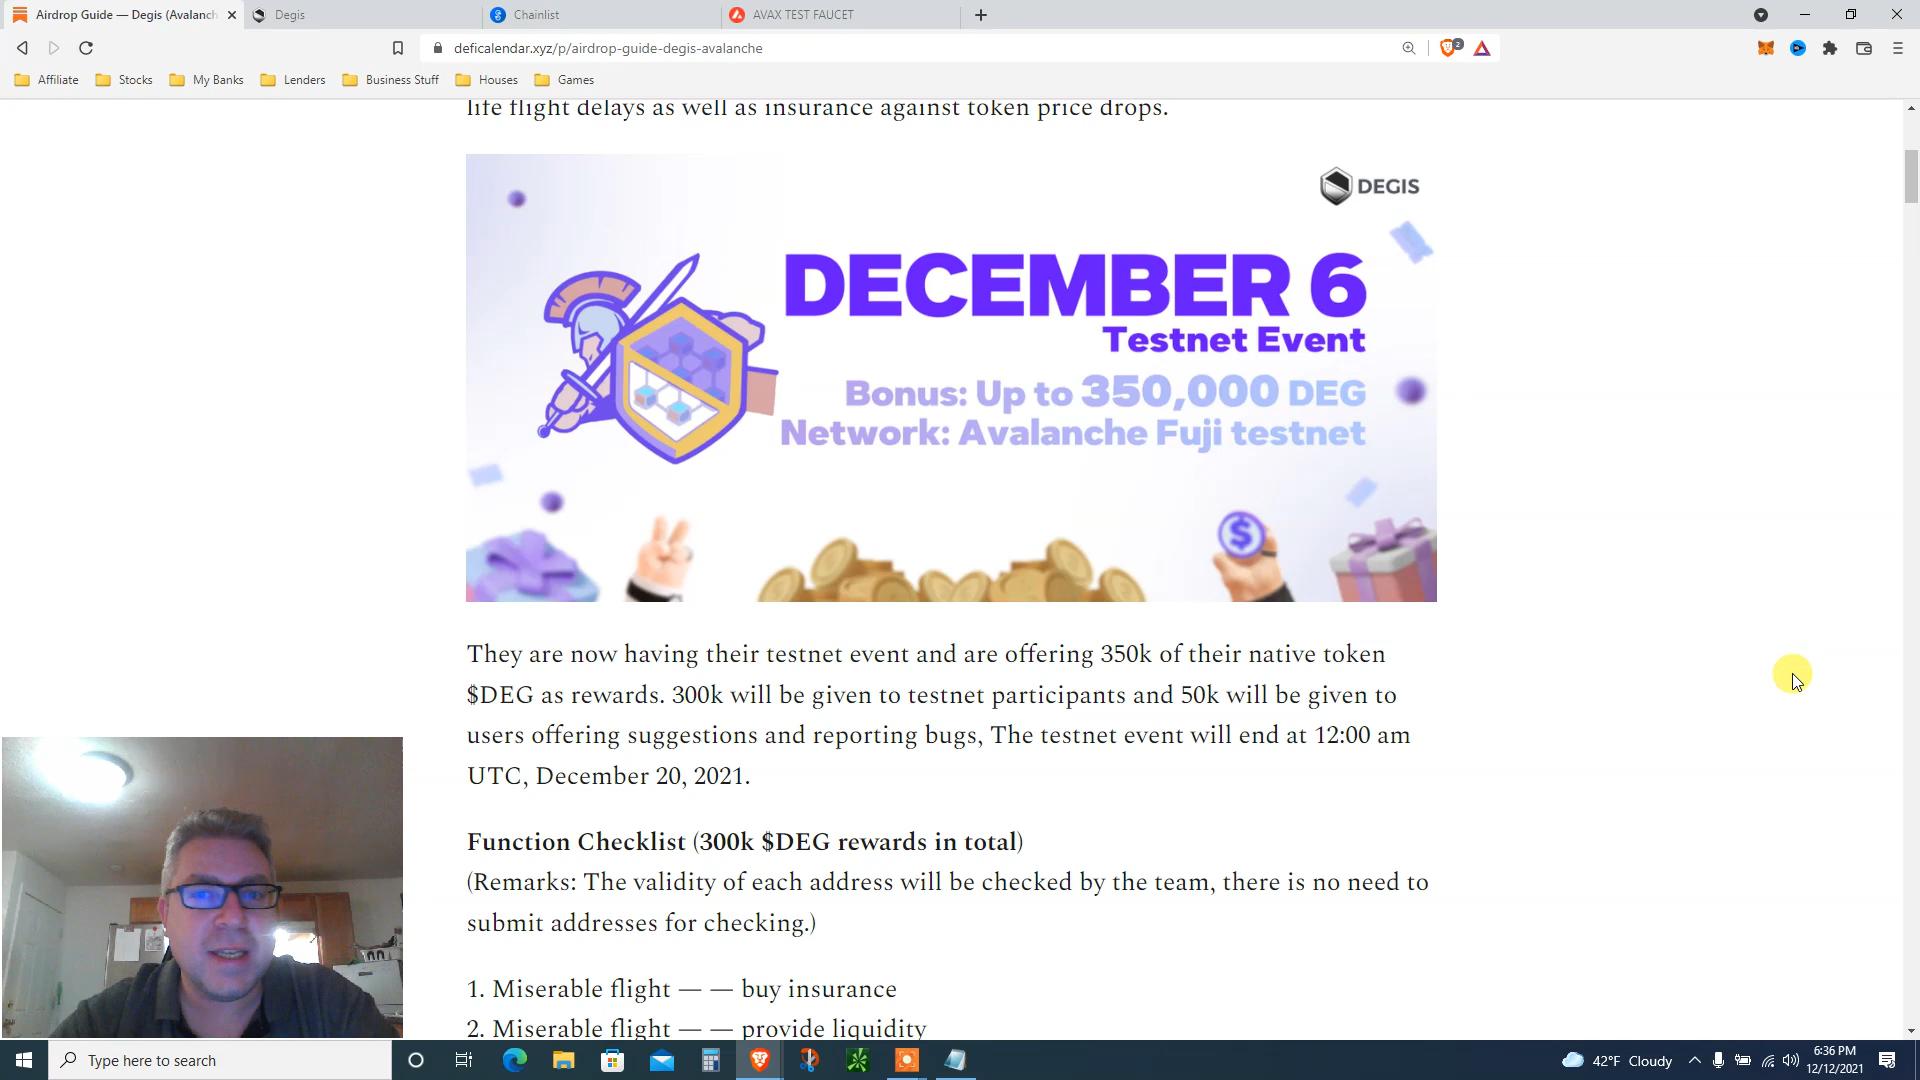 Airdrop Guide — Degis (Avalanch
Degis
Chainlist
AVAX TEST FAUCET
deficalendar.xyz/p/airdrop-guide-degis-avalanche
2
Affiliate
Stocks
My Banks
Lenders
Business Stuff
Houses
Games
life flight delays as well as insurance against token price drops.
DEGIS
DECEMBER 6
Testnet Event
Bonus: Up to 350,000 DEG
Network: Avalanche Fuji testnet
$
They are now having their testnet event and are offering 350k of their native token
$DEG as rewards. 300k will be given to testnet participants and 50k will be given to
users offering suggestions and reporting bugs, The testnet event will end at 12:00 am
UTC, December 20, 2021.
Function Checklist (300k $DEG rewards in total)
(Remarks: The validity of each address will be checked by the team, there is no need to
submit addresses for checking.)
1. Miserable flight — — buy insurance
2. Miserable flight — — provide liquidity
Type here to search
42°F Cloudy
6:36 PM
12/12/2021